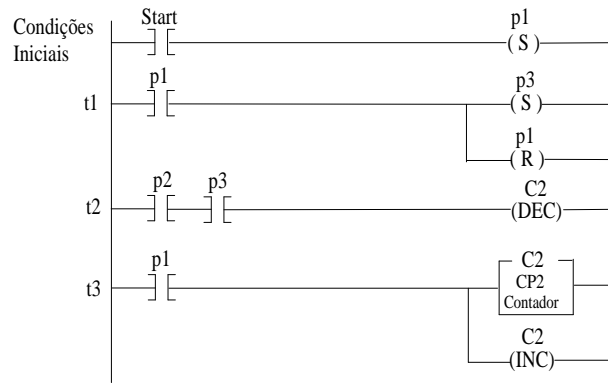 Condições
Iniciais
Start
p1
( S )
t1
p1
p3
( S )
p1
( R )
t2
p2
p3
C2
(DEC)
t3
p1
C2
CP2
Contador
C2
(INC)